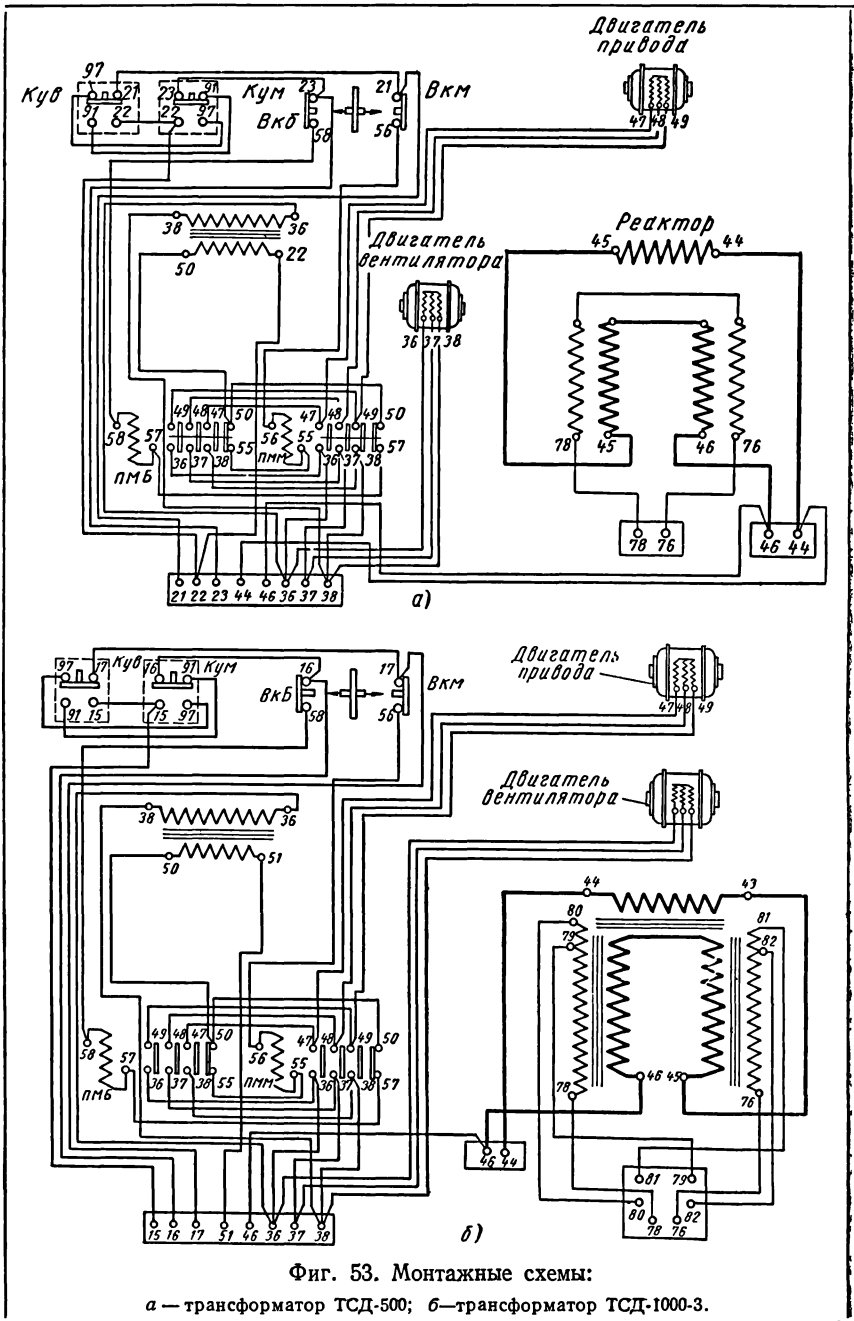 Двигатель
привода
97
21 23 91
Кув
Кум
23
21
Вкм
91 22 22 97
Вкб
58
56
47 48 49
38 36
50 22
Двигатель
вентилятора
36 37 38
Реактор
45 44
78 45 46 76
78 76
46 44
58 57
ПМБ
49 48 47 50
36 37 38 55
56 55
ПММ
47 48 49 50
36 37 38 57
21 22 23 44 46 36 37 38
а)
97 17 16 91
Кув
Кум
16
17
Вкм
91 15 15 97
ВкБ
58
56
Двигатель
привода
47 48 49
Двигатель
вентилятора
38 36
50 51
44 43
80 81
79 82
78 46 45 76
58 57
ПМБ
49 48 47 50
36 37 38 55
56 55
ПММ
47 48 49 50
36 37 38 57
46 44
81 79
80 82
78 76
15 16 17 51 46 36 37 38
б)
Фиг. 53. Монтажные схемы:
а — трансформатор ТСД-500; б—трансформатор ТСД-1000-3.